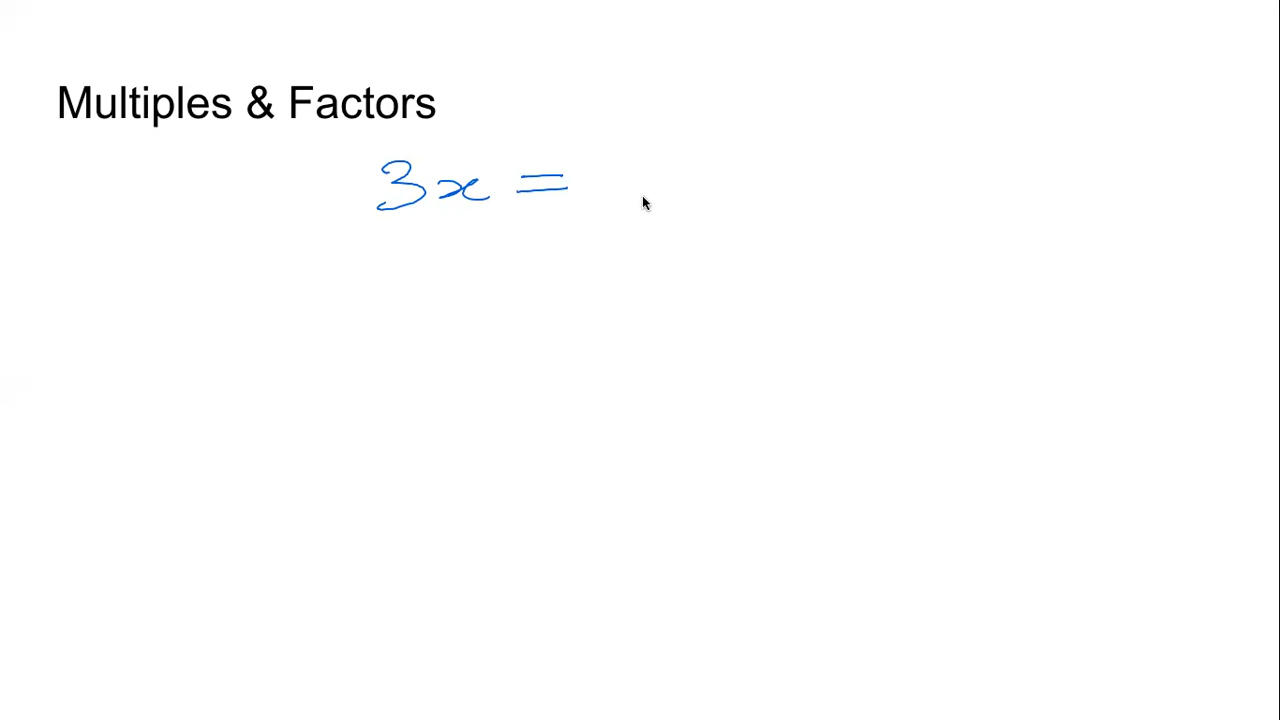 Multiples & Factors
3x =